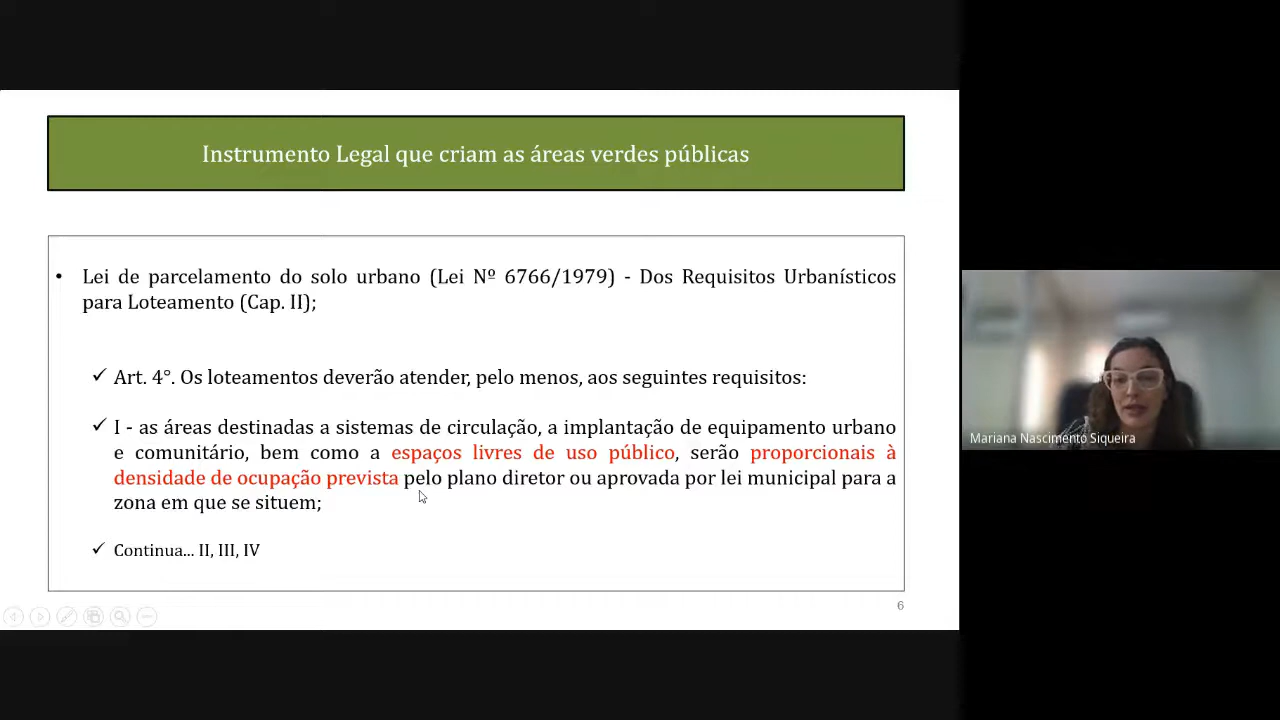 Instrumento Legal que criam as áreas verdes públicas
• Lei de parcelamento do solo urbano (Lei Nº 6766/1979) - Dos Requisitos Urbanísticos
para Loteamento (Cap. II);
✓ Art. 4°. Os loteamentos deverão atender, pelo menos, aos seguintes requisitos:
✓ I - as áreas destinadas a sistemas de circulação, a implantação de equipamento urbano
e comunitário, bem como a espaços livres de uso público, serão proporcionais à
densidade de ocupação prevista pelo plano diretor ou aprovada por lei municipal para a
zona em que se situem;
✓ Continua... II, III, IV
6
Mariana Nascimento Siqueira